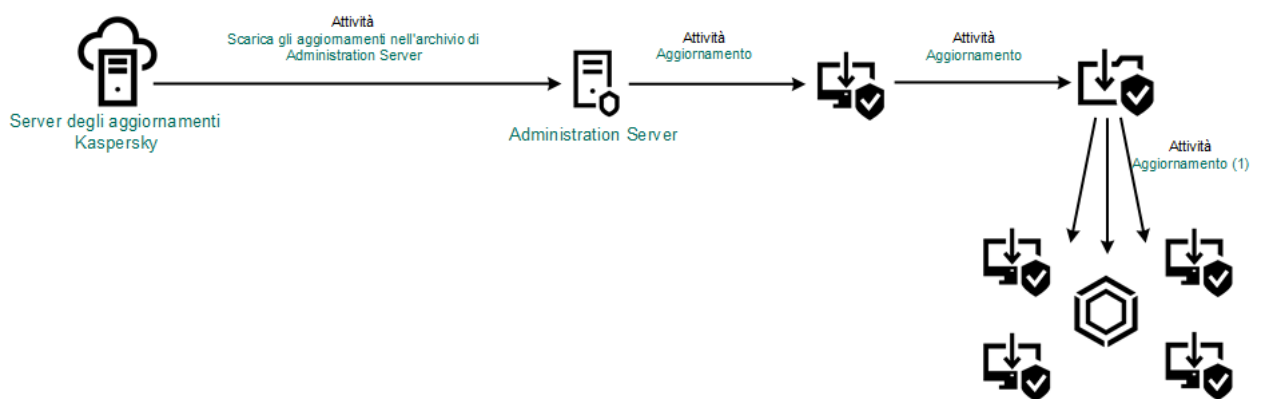 Attività
Scarica gli aggiornamenti nell'archivio di
Administration Server
Attività
Aggiornamento
Attività
Aggiornamento
Server degli aggiornamenti
Kaspersky
Administration Server
Attività
Aggiornamento (1)